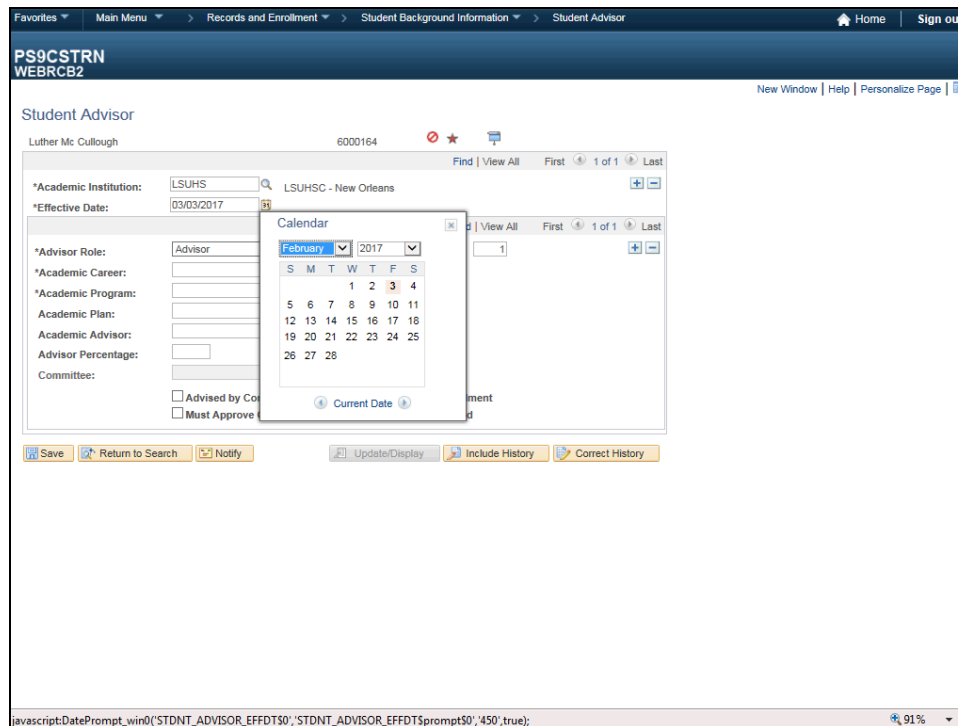 Favorites Main Menu > Records and Enrollment > Student Background Information > Student Advisor Home Sign ou
PS9CSTRN
WEBRCB2
New Window | Help | Personalize Page |
Student Advisor
Luther Mc Cullough 6000164
Find | View All First 1 of 1 Last
*Academic Institution: LSUHS LSUHSC - New Orleans
*Effective Date: 03/03/2017
Calendar
d | View All First 1 of 1 Last
February 2017
*Advisor Role: Advisor 1
*Academic Career:
*Academic Program:
Academic Plan:
Academic Advisor:
Advisor Percentage:
Committee:
S M T W T F S
1 2 3 4
5 6 7 8 9 10 11
12 13 14 15 16 17 18
19 20 21 22 23 24 25
26 27 28
Current Date
Advised by Co ment
Must Approve d
Save Return to Search Notify Update/Display Include History Correct History
javascript:DatePrompt_win0('STDNT_ADVISOR_EFFDT$0','STDNT_ADVISOR_EFFDT$prompt$0','450',true); 91%